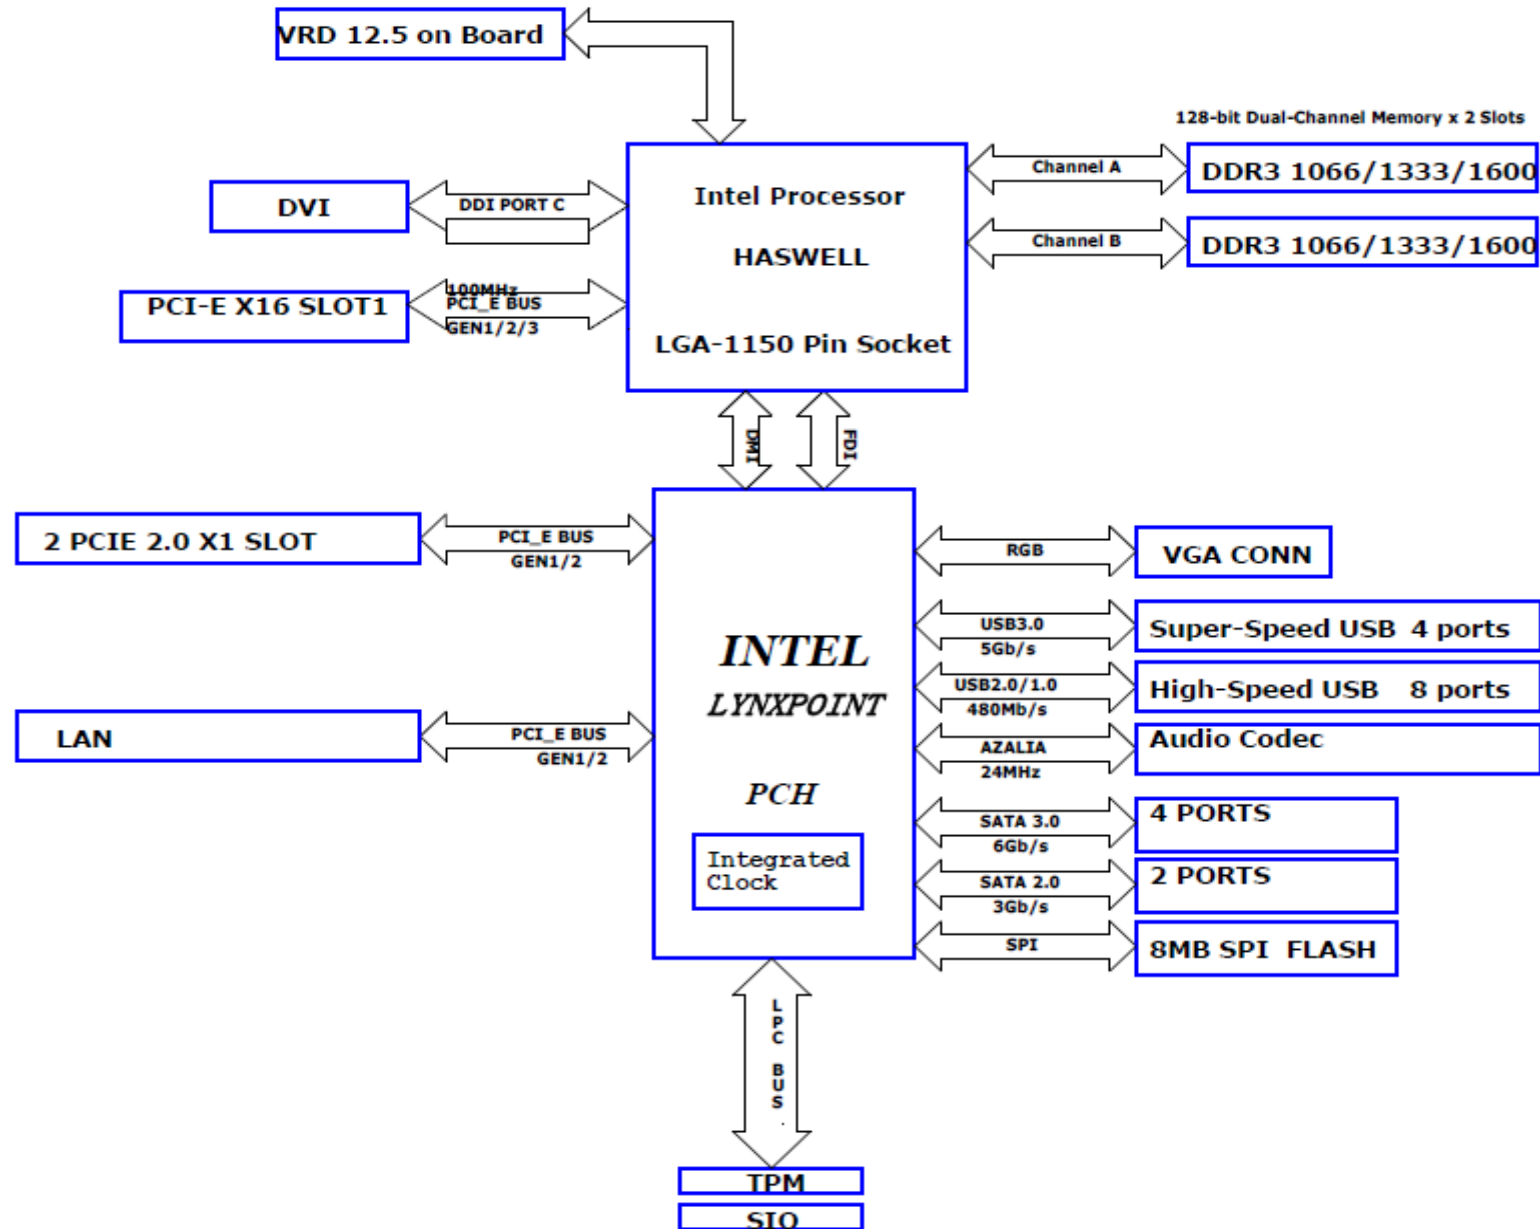 VRD 12.5 on Board
128-bit Dual-Channel Memory x 2 Slots
Channel A
DDR3 1066/1333/1600
Channel B
DDR3 1066/1333/1600
DVI
DDI PORT C
PCI-E X16 SLOT1
100MHz
PCI_E BUS
GEN1/2/3
Intel Processor
HASWELL
LGA-1150 Pin Socket
DMI
FDI
2 PCIE 2.0 X1 SLOT
PCI_E BUS
GEN1/2
LAN
PCI_E BUS
GEN1/2
INTEL
LYNXPOINT
PCH
Integrated
Clock
RGB
VGA CONN
USB3.0
5Gb/s
Super-Speed USB 4 ports
USB2.0/1.0
480Mb/s
High-Speed USB 8 ports
AZALIA
24MHz
Audio Codec
SATA 3.0
6Gb/s
4 PORTS
SATA 2.0
3Gb/s
2 PORTS
SPI
8MB SPI FLASH
LPC BUS
TPM
SIO